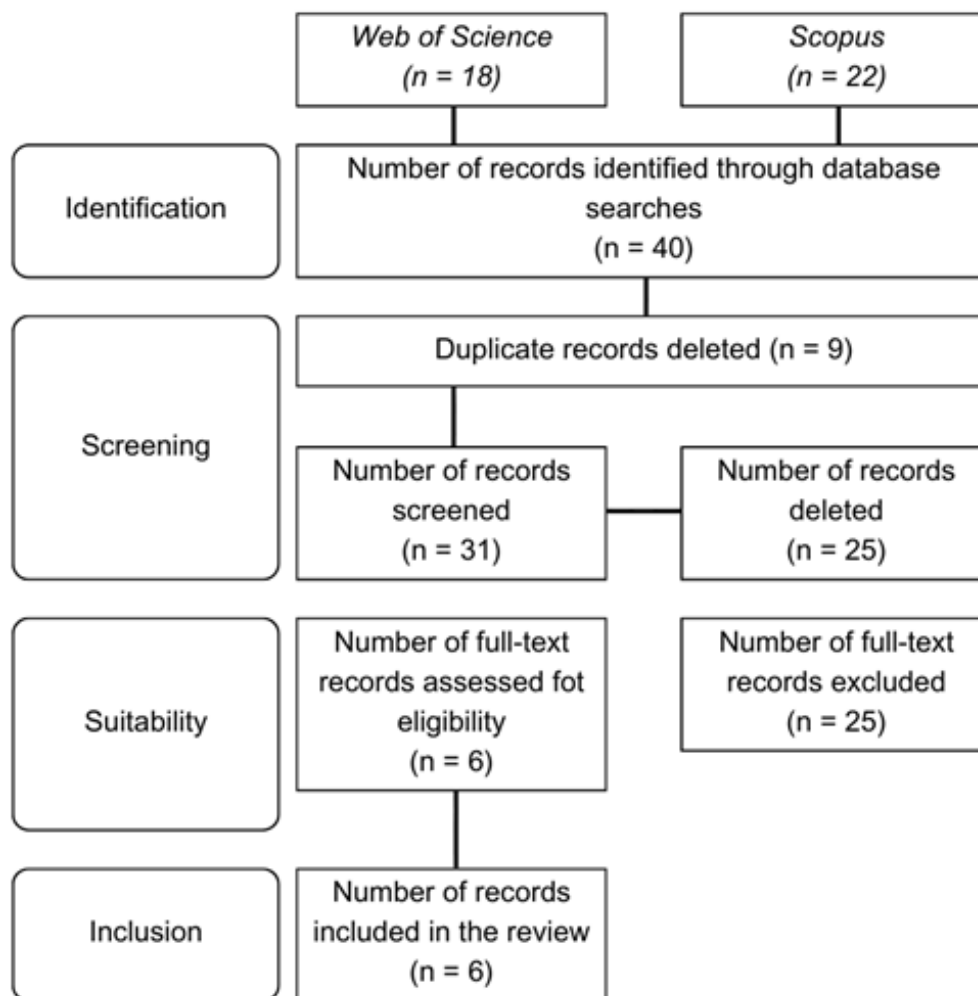 Web of Science
(n = 18)
Scopus
(n = 22)
Identification
Number of records identified through database
searches
(n = 40)
Screening
Duplicate records deleted (n = 9)
Number of records
screened
(n = 31)
Number of records
deleted
(n = 25)
Suitability
Number of full-text
records assessed fot
eligibility
(n = 6)
Number of full-text
records excluded
(n = 25)
Inclusion
Number of records
included in the review
(n = 6)